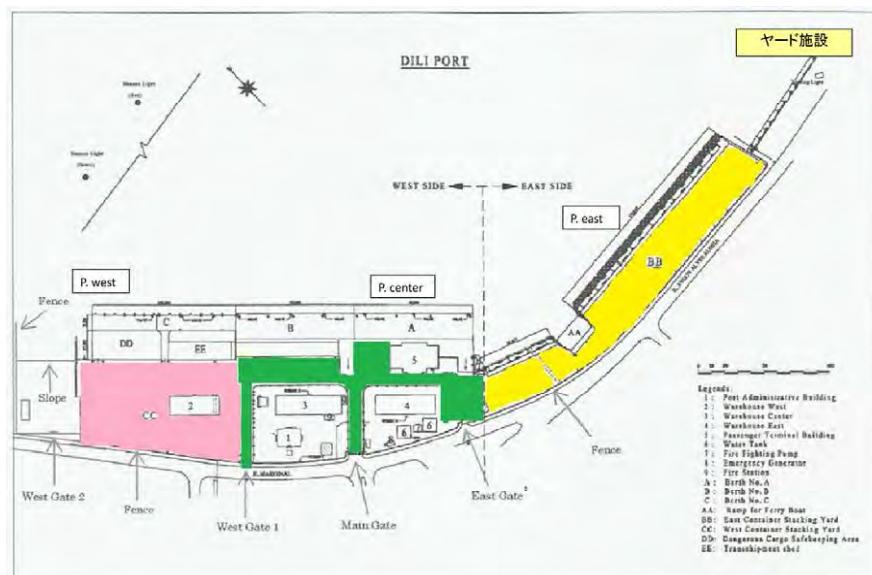 ヤード施設
DILI PORT
WEST SIDE
EAST SIDE
P. east
P. west
P. center
Fence
C
B
A
DD
EE
5
AA
BB
Slope
CC
2
3
4
1
6
6
Fence
West Gate 2
Fence
West Gate 1
Main Gate
East Gate
Legends:
1 : Port Administrative Building
2 : Warehouse West
3 : Warehouse Center
4 : Warehouse East
5 : Passenger Terminal Building
6 : Water Tank
7 : Fire Fighting Pump
8 : Emergency Generator
9 : Fire Station
A : Berth No. A
B : Berth No. B
C : Berth No. C
AA: Ramp for Ferry Boat
BB: East Container Stacking Yard
CC: West Container Stacking Yard
DD: Dangerous Cargo Safekeeping Area
EE: Transshipment shed